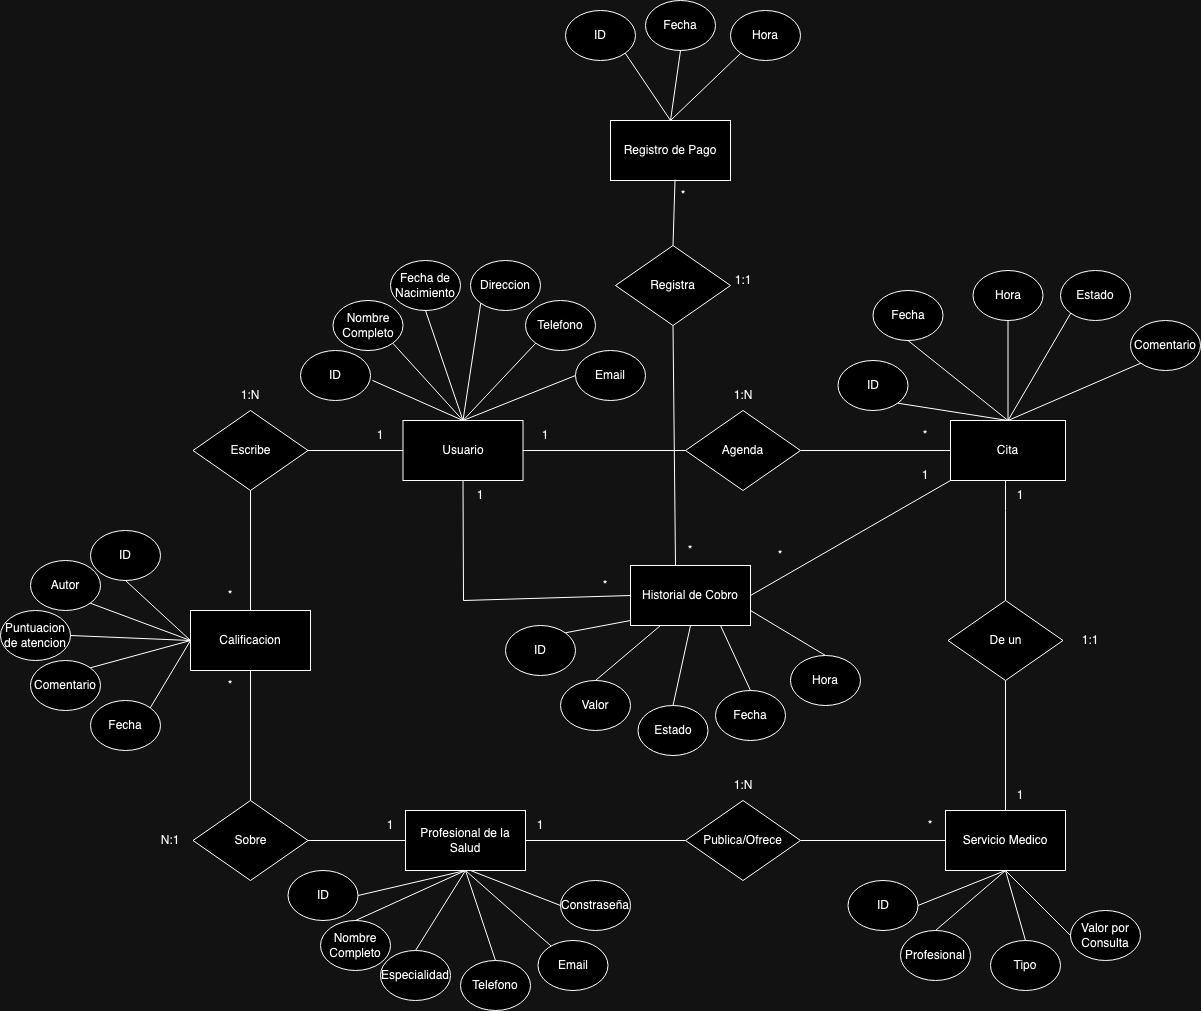 Fecha
ID
Hora
Registro de Pago
*
Registra
1:1
Fecha de
Nacimiento
Direccion
Nombre
Completo
Telefono
ID
Email
Hora
Estado
Fecha
Comentario
ID
1:N
Escribe
1
Usuario
1
1:N
Agenda
*
Cita
1
1
1
*
*
*
*
Historial de Cobro
ID
Valor
Estado
Fecha
Hora
De un
1:1
1
ID
Autor
Puntuacion
de atencion
Comentario
Fecha
Calificacion
*
N:1
Sobre
1
Profesional de la
Salud
1
1:N
Publica/Ofrece
*
Servicio Medico
ID
Nombre
Completo
Especialidad
Telefono
Email
Constraseña
ID
Profesional
Tipo
Valor por
Consulta